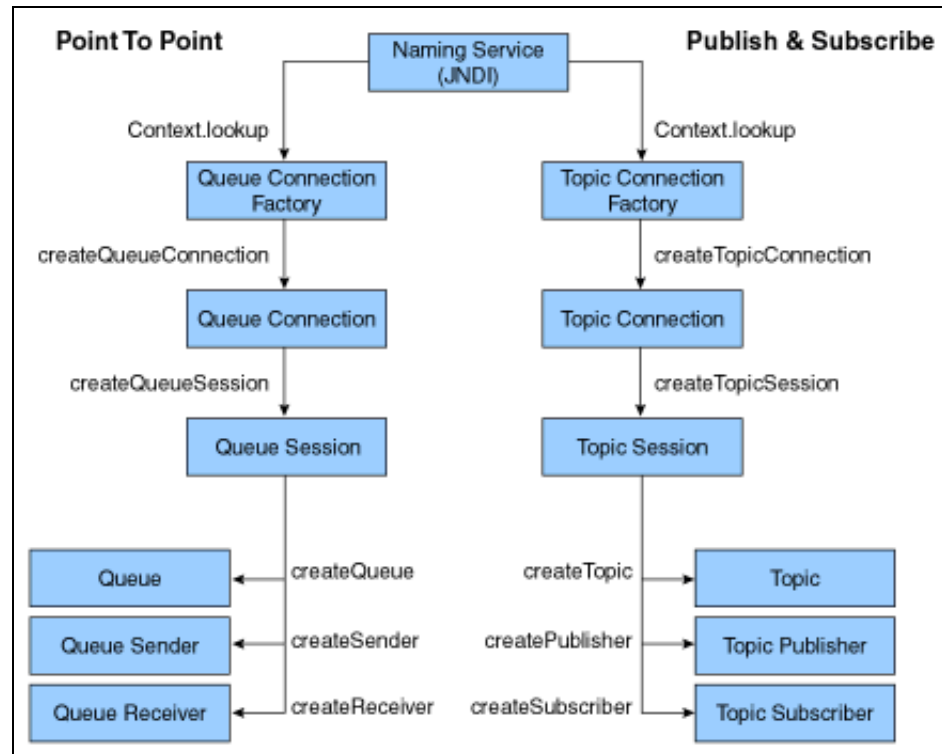 Point To Point
Naming Service
(JNDI)
Publish & Subscribe
Context.lookup
Context.lookup
Queue Connection
Factory
Topic Connection
Factory
createQueueConnection
createTopicConnection
Queue Connection
Topic Connection
createQueueSession
createTopicSession
Queue Session
Topic Session
Queue
createQueue
createTopic
Topic
Queue Sender
createSender
createPublisher
Topic Publisher
Queue Receiver
createReceiver
createSubscriber
Topic Subscriber